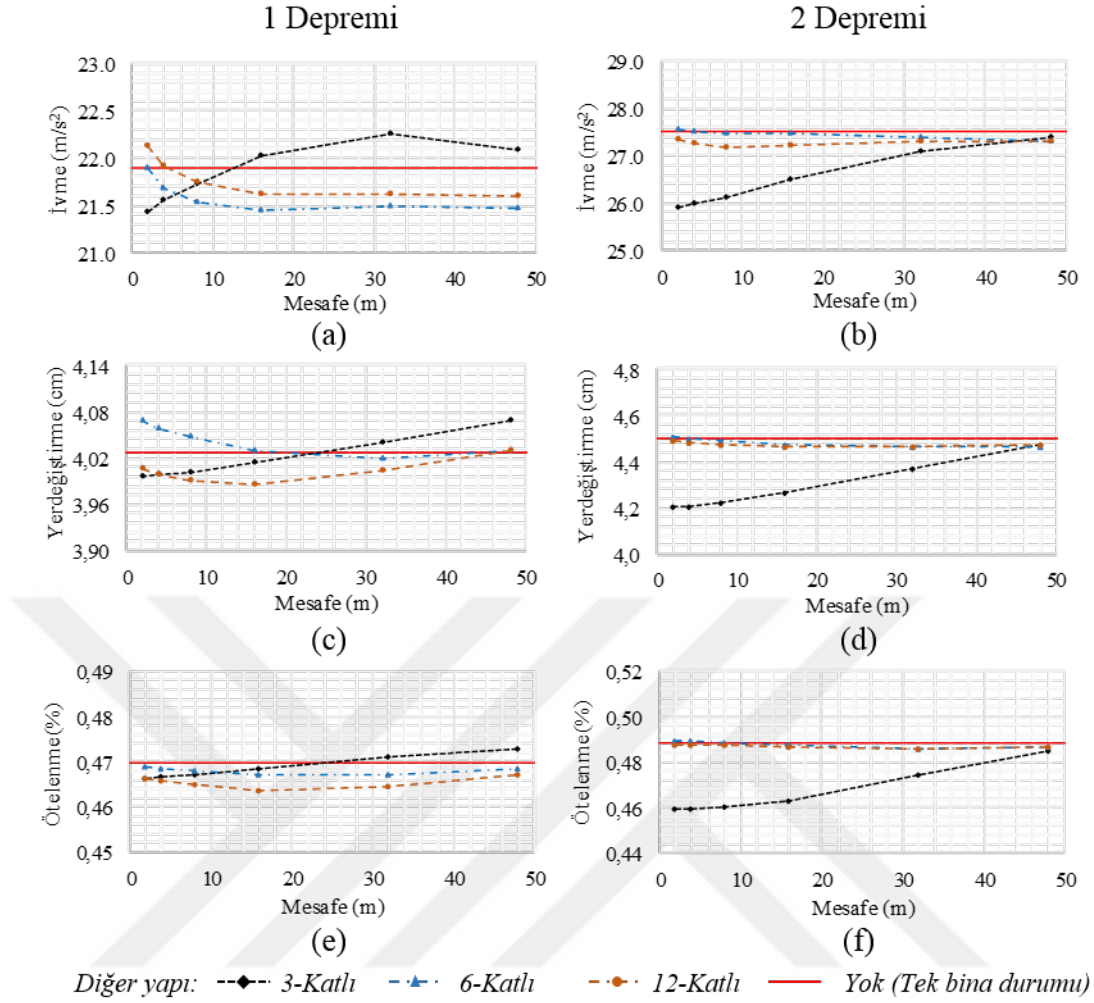 1 Depremi
2 Depremi
23.0
22.5
22.0
21.5
21.0
İvme (m/s²)
0 10 20 30 40 50
Mesafe (m)
(a)
29.0
28.0
27.0
26.0
25.0
İvme (m/s²)
0 10 20 30 40 50
Mesafe (m)
(b)
4,14
4,08
4,02
3,96
3,90
Yerdeğiştirme (cm)
0 10 20 30 40 50
Mesafe (m)
(c)
4,8
4,6
4,4
4,2
4,0
Yerdeğiştirme (cm)
0 10 20 30 40 50
Mesafe (m)
(d)
0,49
0,48
0,47
0,46
0,45
Ötelenme (%)
0 10 20 30 40 50
Mesafe (m)
(e)
0,52
0,50
0,48
0,46
0,44
Ötelenme (%)
0 10 20 30 40 50
Mesafe (m)
(f)
Diğer yapı: 3-Katlı 6-Katlı 12-Katlı Yok (Tek bina durumu)